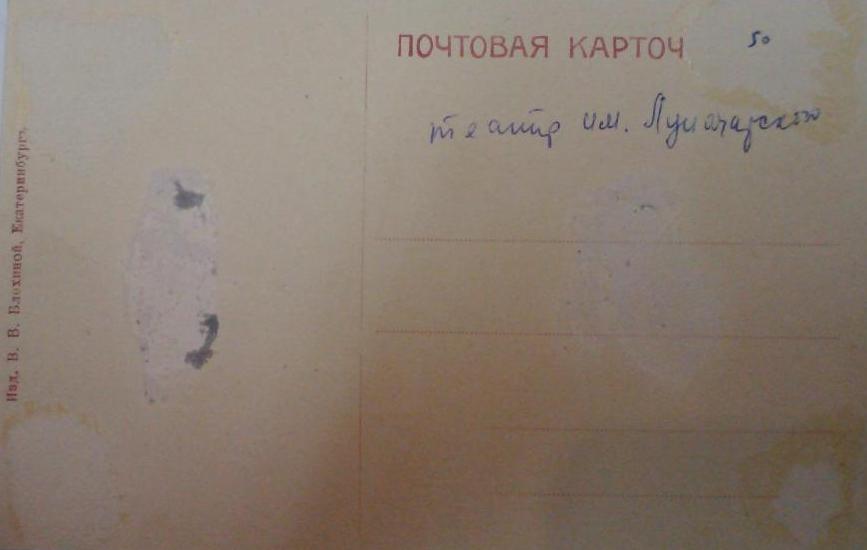 ПОЧТОВАЯ КАРТОЧ
50
театр им. Луначарского
Изд. В. В. Блохиной, Екатеринбургъ.